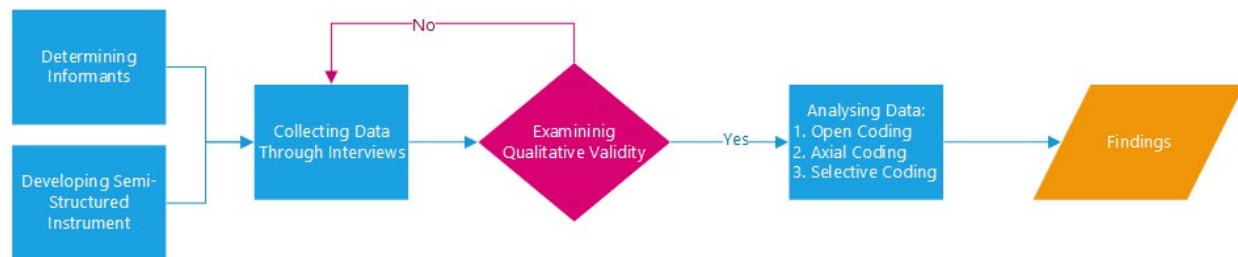 Determining
Informants
Developing Semi-
Structured
Instrument
Collecting Data
Through Interviews
No
Examininig
Qualitative Validity
Yes
Analysing Data:
1. Open Coding
2. Axial Coding
3. Selective Coding
Findings